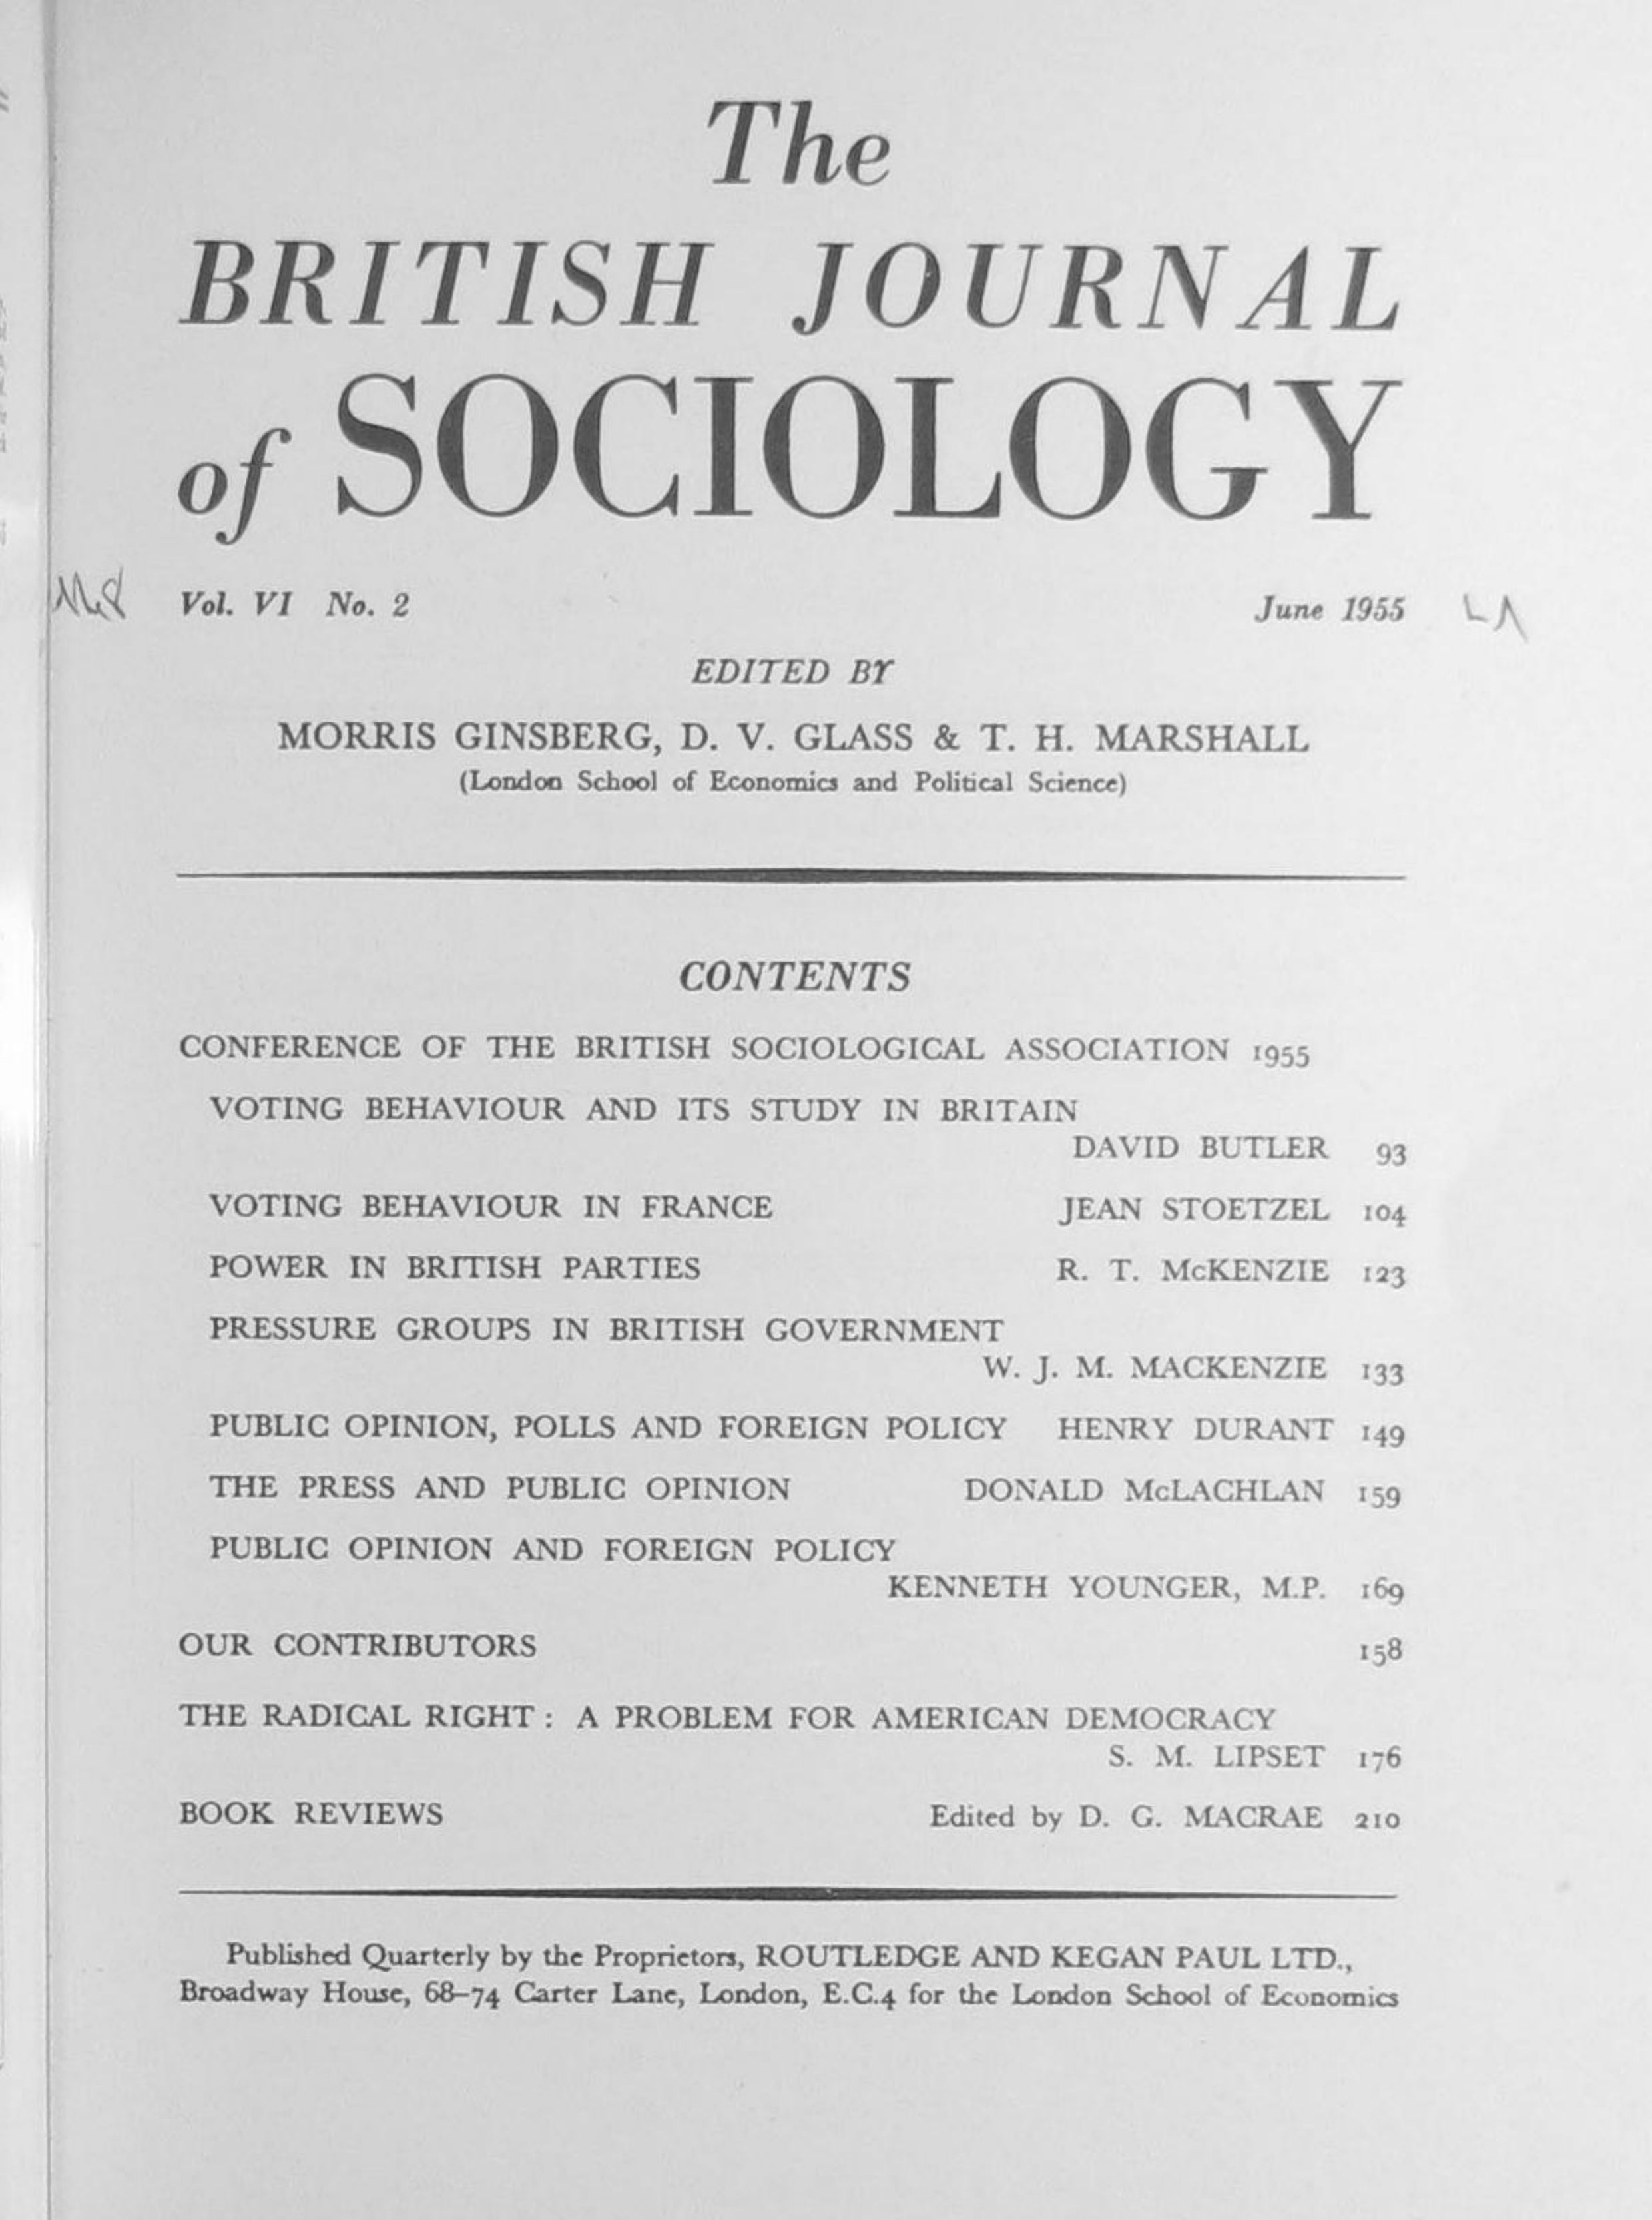 The
BRITISH JOURNAL
of SOCIOLOGY
Vol. VI No. 2 June 1955
EDITED BY
MORRIS GINSBERG, D. V. GLASS & T. H. MARSHALL
(London School of Economics and Political Science)
CONTENTS
CONFERENCE OF THE BRITISH SOCIOLOGICAL ASSOCIATION 1955
VOTING BEHAVIOUR AND ITS STUDY IN BRITAIN
DAVID BUTLER 93
VOTING BEHAVIOUR IN FRANCE JEAN STOETZEL 104
POWER IN BRITISH PARTIES R. T. McKENZIE 123
PRESSURE GROUPS IN BRITISH GOVERNMENT
W. J. M. MACKENZIE 133
PUBLIC OPINION, POLLS AND FOREIGN POLICY HENRY DURANT 149
THE PRESS AND PUBLIC OPINION DONALD McLACHLAN 159
PUBLIC OPINION AND FOREIGN POLICY
KENNETH YOUNGER, M.P. 169
OUR CONTRIBUTORS 158
THE RADICAL RIGHT : A PROBLEM FOR AMERICAN DEMOCRACY
S. M. LIPSET 176
BOOK REVIEWS Edited by D. G. MACRAE 210
Published Quarterly by the Proprietors, ROUTLEDGE AND KEGAN PAUL LTD.,
Broadway House, 68–74 Carter Lane, London, E.C.4 for the London School of Economics